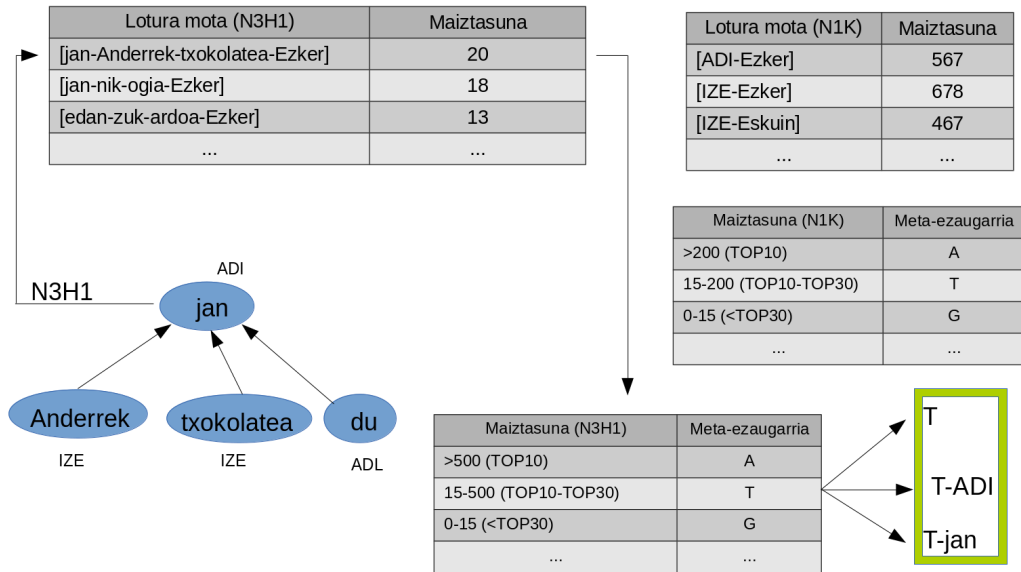 Lotura mota (N3H1) Maiztasuna
[jan-Anderrek-txokolatea-Ezker] 20
[jan-nik-ogia-Ezker] 18
[edan-zuk-ardoa-Ezker] 13
... ...
Lotura mota (N1K) Maiztasuna
[ADI-Ezker] 567
[IZE-Ezker] 678
[IZE-Eskuin] 467
... ...
Maiztasuna (N1K) Meta-ezaugarria
>200 (TOP10) A
15-200 (TOP10-TOP30) T
0-15 (<TOP30) G
... ...
N3H1
ADI
jan
Anderrek txokolatea du
IZE IZE ADL
Maiztasuna (N3H1) Meta-ezaugarria
>500 (TOP10) A
15-500 (TOP10-TOP30) T
0-15 (<TOP30) G
... ...
T
T-ADI
T-jan